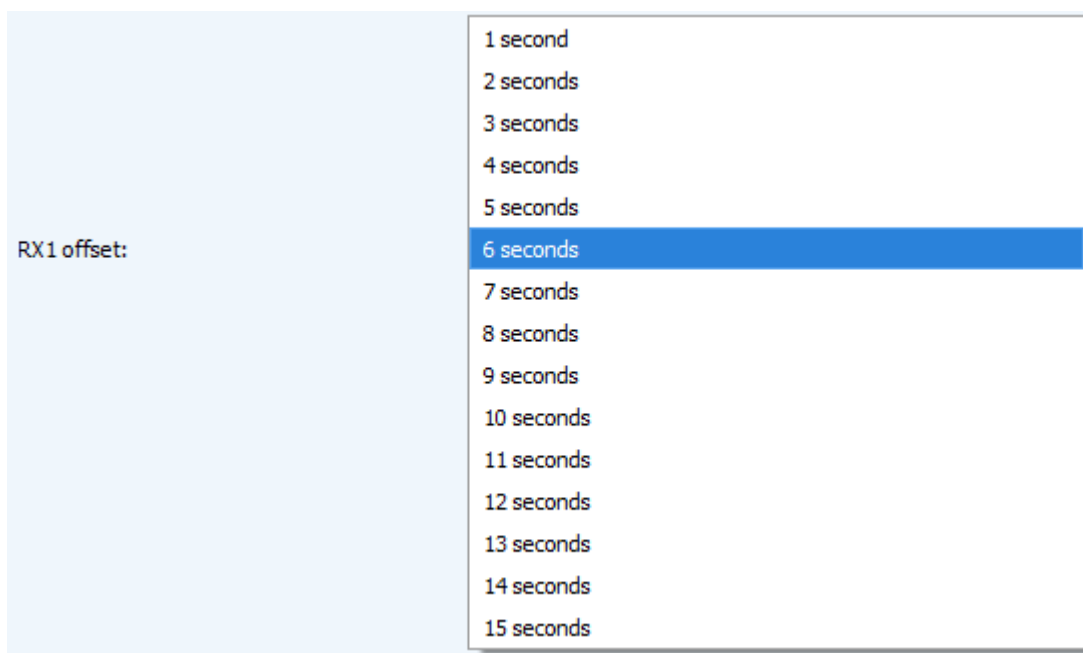 1 second
2 seconds
3 seconds
4 seconds
5 seconds
RX1 offset:
6 seconds
7 seconds
8 seconds
9 seconds
10 seconds
11 seconds
12 seconds
13 seconds
14 seconds
15 seconds